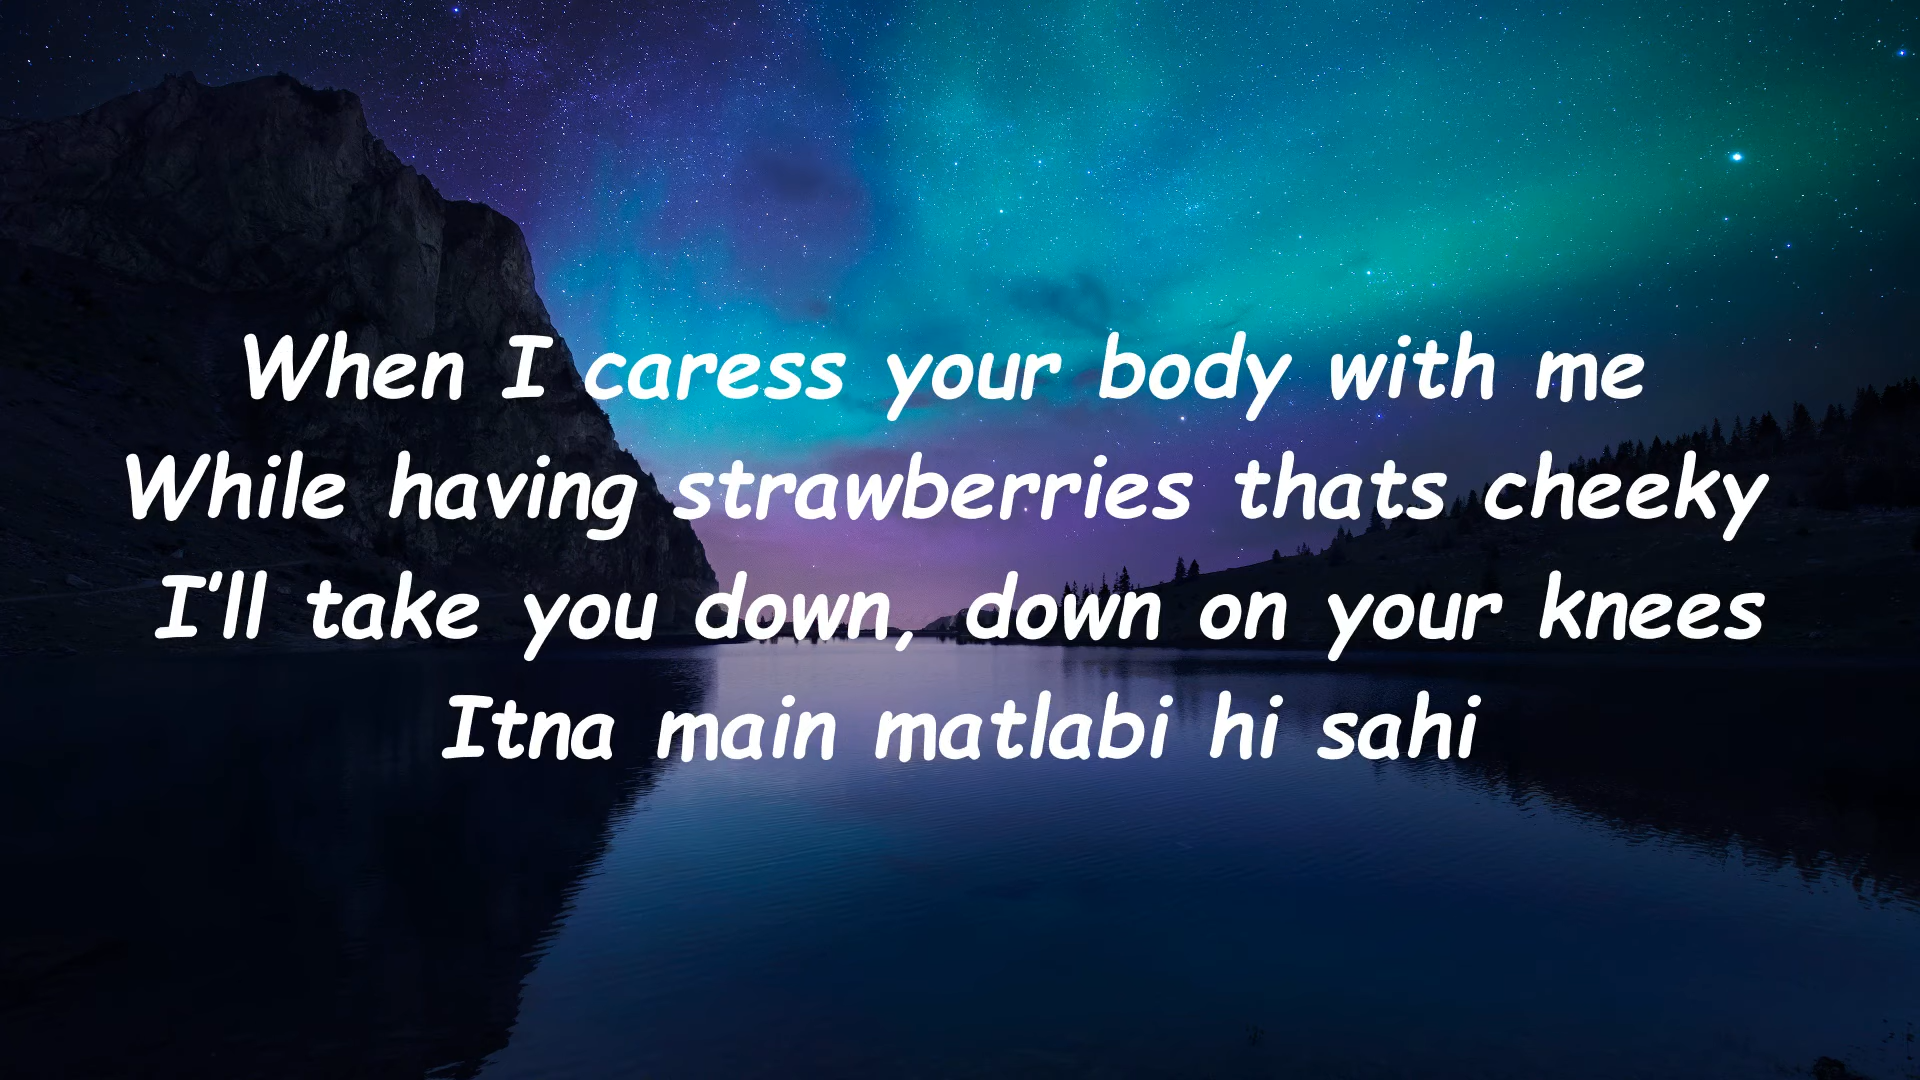 When I caress your body with me
While having strawberries thats cheeky
I'll take you down, down on your knees
Itna main matlabi hi sahi